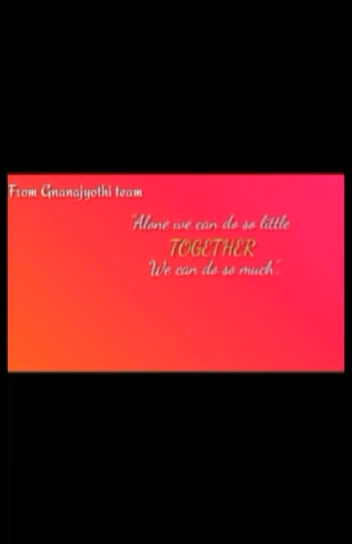 From Gnanajyothi team
"Alone we can do so little
TOGETHER
We can do so much".